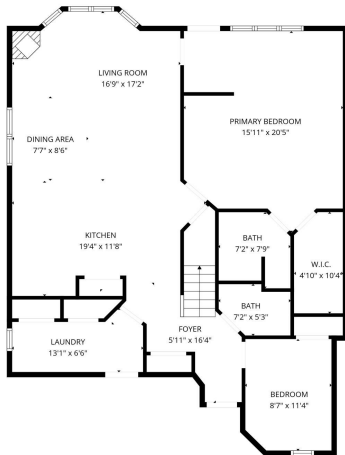 LIVING ROOM
16'9" x 17'2"
PRIMARY BEDROOM
15'11" x 20'5"
DINING AREA
7'7" x 8'6"
KITCHEN
19'4" x 11'8"
BATH
7'2" x 7'9"
W.I.C.
4'10" x 10'4"
BATH
7'2" x 5'3"
FOYER
5'11" x 16'4"
LAUNDRY
13'1" x 6'6"
BEDROOM
8'7" x 11'4"